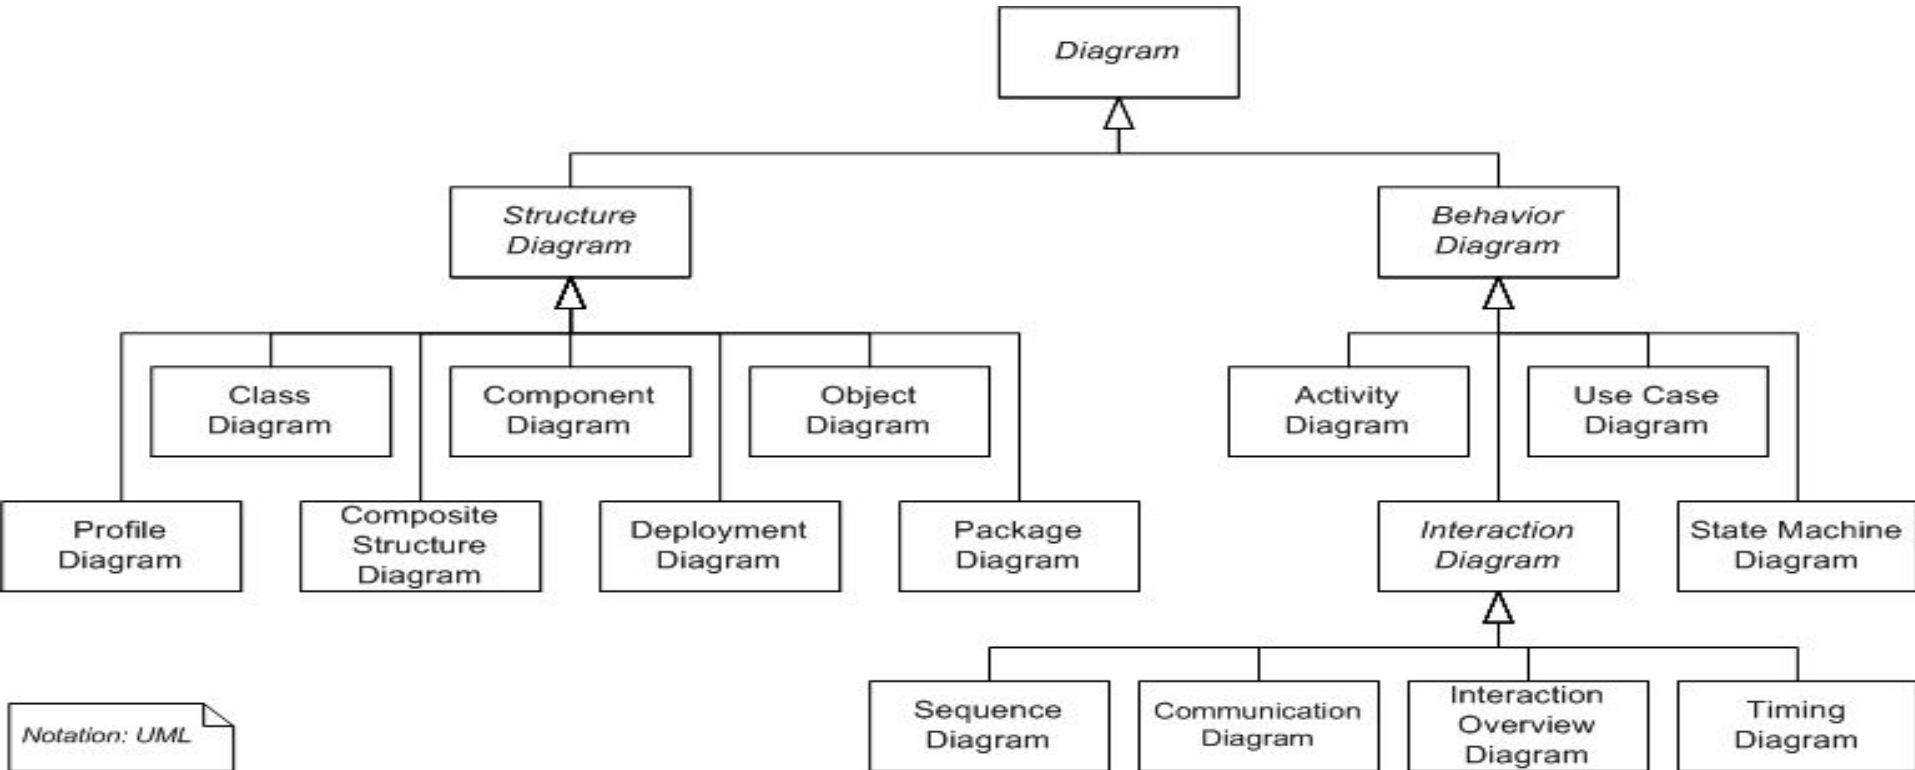 Diagram
Structure
Diagram
Behavior
Diagram
Class
Diagram
Component
Diagram
Object
Diagram
Activity
Diagram
Use Case
Diagram
Profile
Diagram
Composite
Structure
Diagram
Deployment
Diagram
Package
Diagram
Interaction
Diagram
State Machine
Diagram
Sequence
Diagram
Communication
Diagram
Interaction
Overview
Diagram
Timing
Diagram
Notation: UML